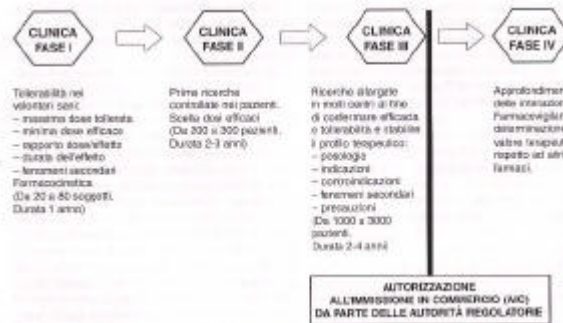 CLINICA
FASE I
CLINICA
FASE II
CLINICA
FASE III
CLINICA
FASE IV
Tollerabilità nei
volontari sani:
– massima dose tollerata
– minima dose efficace
– rapporto dose/effetto
– durata dell'effetto
– fenomeni secondari
Farmacocinetica
(Da 20 a 80 soggetti.
Durata 1 anno)
Prime ricerche
controllate nei pazienti.
Scelta dosi efficaci
(Da 200 a 300 pazienti.
Durata 2-3 anni)
Ricerche allargate
in molti centri al fine
di confermare efficacia
e tollerabilità e stabilire
il profilo terapeutico:
– posologia
– indicazioni
– controindicazioni
– fenomeni secondari
– precauzioni
(Da 1000 a 3000
pazienti.
Durata 2-4 anni)
Approfondimen
delle interazion
Farmacovigilan
determinazione
valore terapeut
rispetto ad altri
farmaci.
AUTORIZZAZIONE
ALL'IMMISSIONE IN COMMERCIO (AIC)
DA PARTE DELLE AUTORITÀ REGOLATORIE